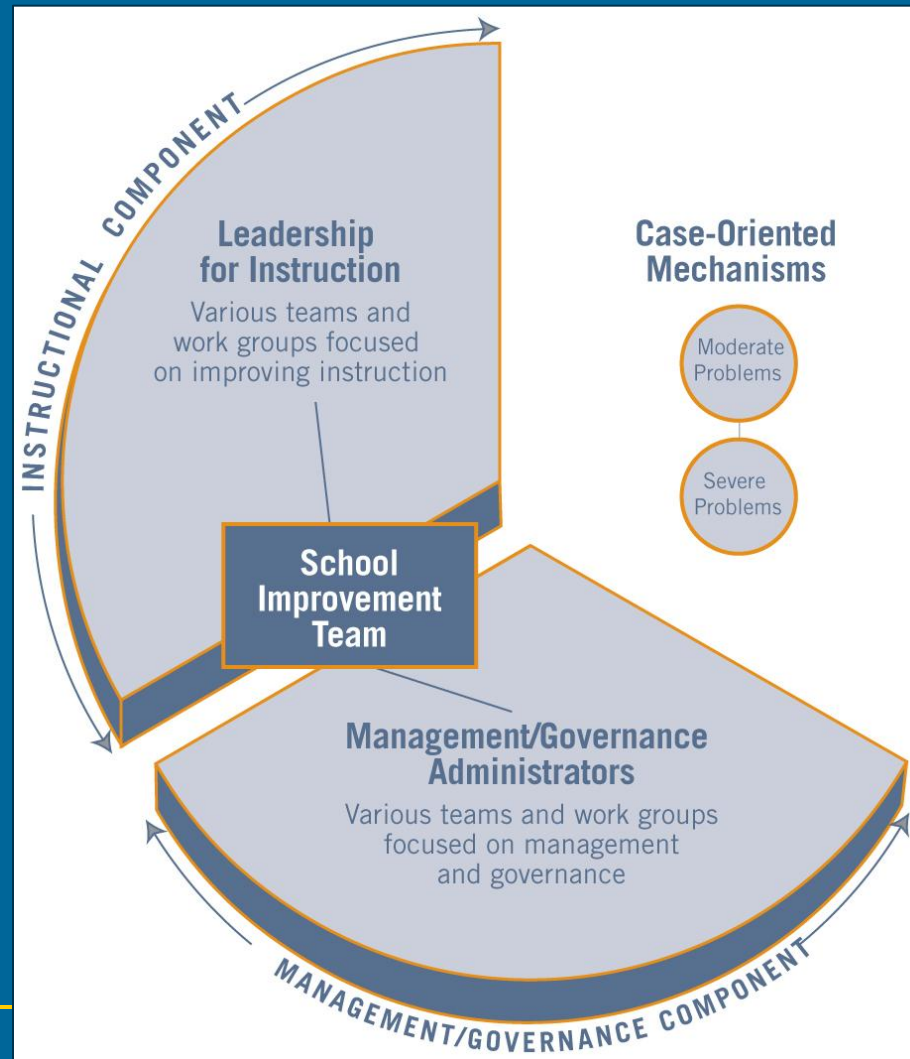 INSTRUCTIONAL COMPONENT
Leadership
for Instruction
Various teams and
work groups focused
on improving instruction
Case-Oriented
Mechanisms
Moderate
Problems
Severe
Problems
School
Improvement
Team
Management/Governance
Administrators
Various teams and work groups
focused on management
and governance
MANAGEMENT/GOVERNANCE COMPONENT